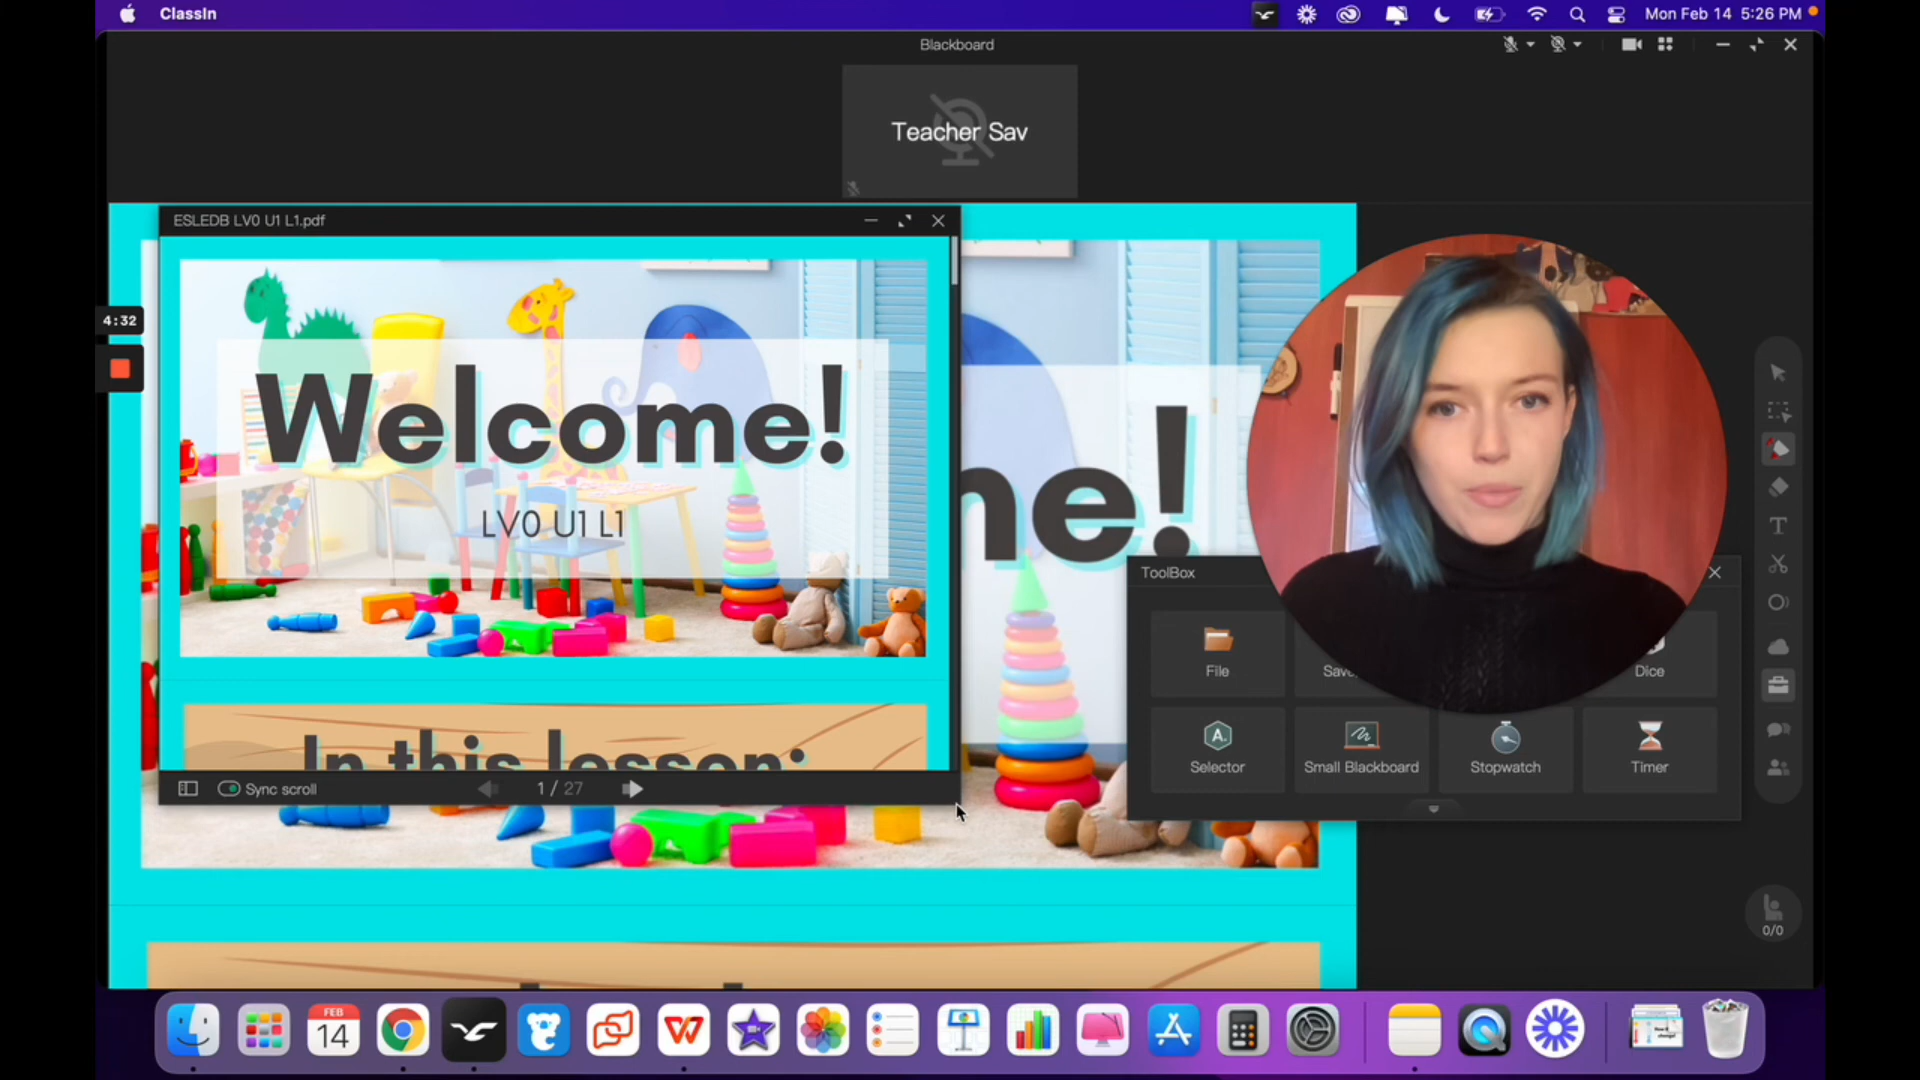 ClassIn
Mon Feb 14 5:26 PM
Blackboard
Teacher Sav
ESLEDB LV0 U1 L1.pdf
Welcome!
LV0 U1 L1
In this lesson:
Sync scroll
1 / 27
4:32
me!
ToolBox
File
Save
Dice
Selector
Small Blackboard
Stopwatch
Timer
T
0/0
FEB
14